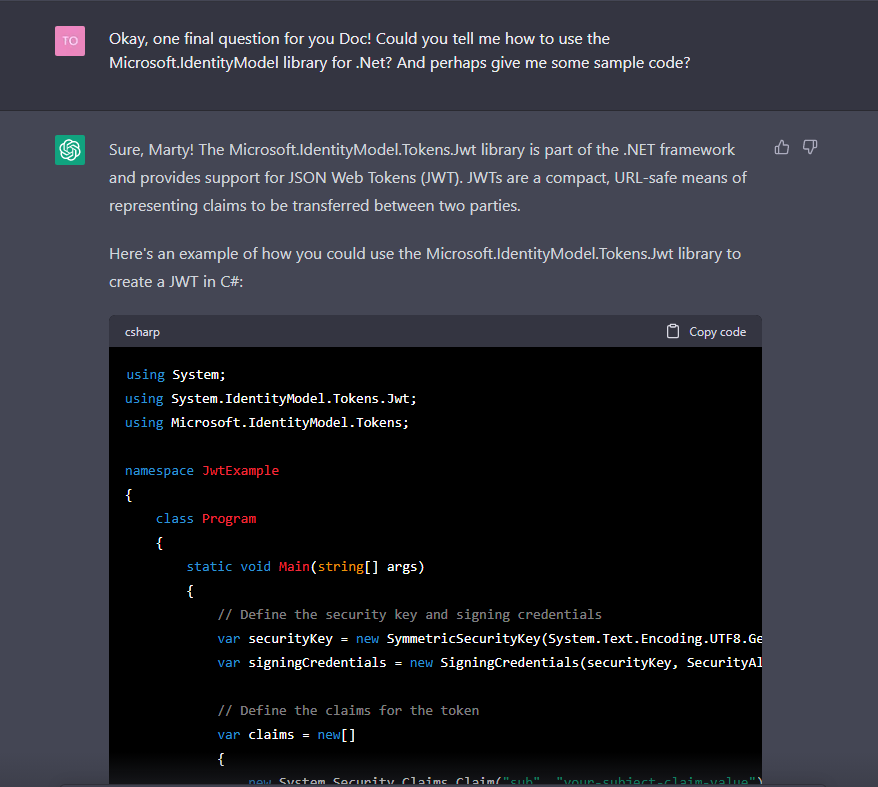 TO
Okay, one final question for you Doc! Could you tell me how to use the
Microsoft.IdentityModel library for .Net? And perhaps give me some sample code?
Sure, Marty! The Microsoft.IdentityModel.Tokens.Jwt library is part of the .NET framework
and provides support for JSON Web Tokens (JWT). JWTs are a compact, URL-safe means of
representing claims to be transferred between two parties.
Here's an example of how you could use the Microsoft.IdentityModel.Tokens.Jwt library to
create a JWT in C#:
csharp Copy code
using System;
using System.IdentityModel.Tokens.Jwt;
using Microsoft.IdentityModel.Tokens;
namespace JwtExample
{
class Program
{
static void Main(string[] args)
{
// Define the security key and signing credentials
var securityKey = new SymmetricSecurityKey(System.Text.Encoding.UTF8.Ge
var signingCredentials = new SigningCredentials(securityKey, SecurityAl
// Define the claims for the token
var claims = new[]
{
new System.Security.Claims.Claim("sub", "your-subject-claim-value")